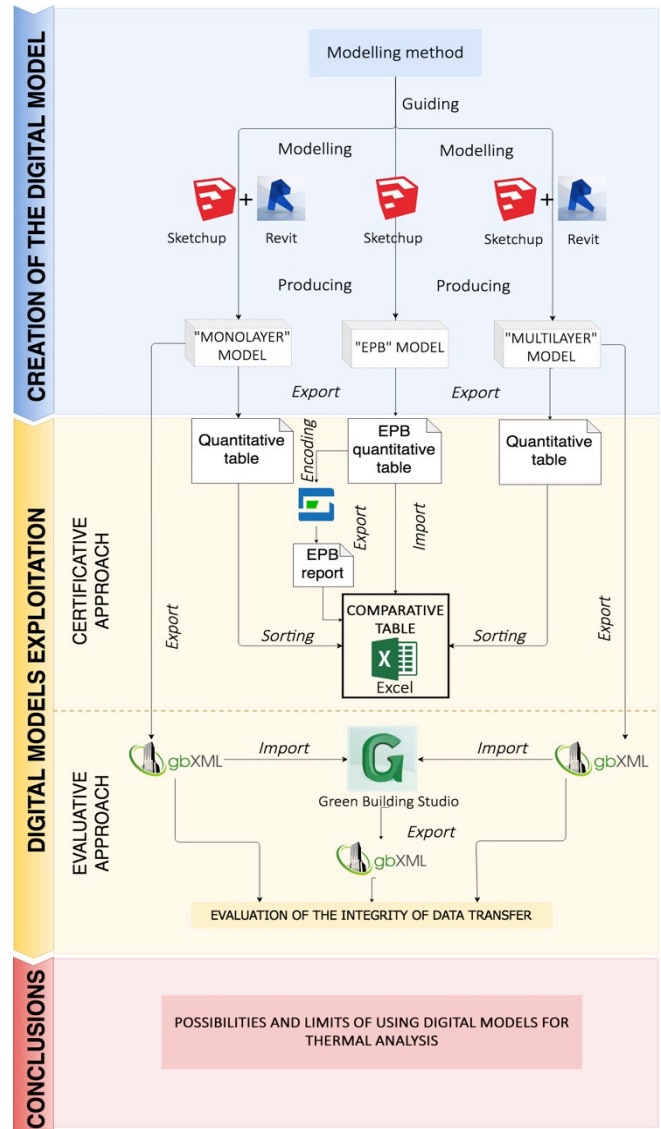 CREATION OF THE DIGITAL MODEL
Modelling method
Guiding
Modelling
Modelling
+
+
Sketchup
Revit
Sketchup
Sketchup
Revit
Producing
Producing
"MONOLAYER"
MODEL
"EPB" MODEL
"MULTILAYER"
MODEL
Export
Export
DIGITAL MODELS EXPLOITATION
CERTIFICATIVE
APPROACH
Quantitative
table
EPB
quantitative
table
Quantitative
table
Encoding
Export
Import
EPB
report
COMPARATIVE
TABLE
X
Excel
Sorting
Sorting
Export
Export
EVALUATIVE
APPROACH
gbXML
Import
G
Import
gbXML
Green Building Studio
Export
gbXML
EVALUATION OF THE INTEGRITY OF DATA TRANSFER
CONCLUSIONS
POSSIBILITIES AND LIMITS OF USING DIGITAL MODELS FOR
THERMAL ANALYSIS